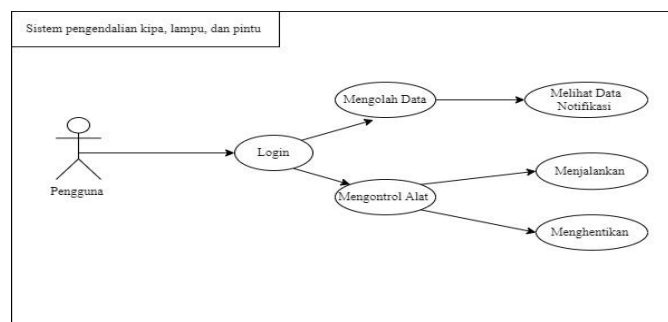 Sistem pengendalian kipa, lampu, dan pintu
Mengolah Data
Melihat Data
Notifikasi
Login
Pengguna
Menjalankan
Mengontrol Alat
Menghentikan